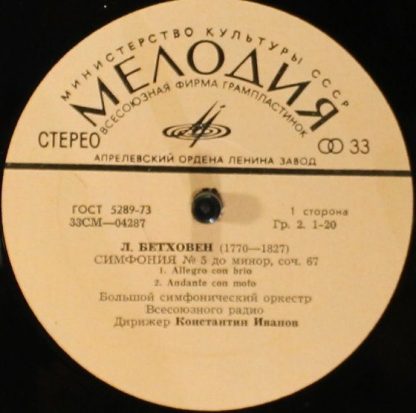 МИНИСТЕРСТВО КУЛЬТУРЫ СССР
МЕЛОДИЯ
ВСЕСОЮЗНАЯ ФИРМА ГРАМПЛАСТИНОК
СТЕРЕО 33
АПРЕЛЕВСКИЙ ОРДЕНА ЛЕНИНА ЗАВОД
ГОСТ 5289-73 1 сторона
33СМ—04287 Гр. 2. 1-20
Л. БЕТХОВЕН (1770—1827)
СИМФОНИЯ № 5 до минор, соч. 67
1. Allegro con brio
2. Andante con moto
Большой симфонический оркестр
Всесоюзного радио
Дирижер Константин Иванов